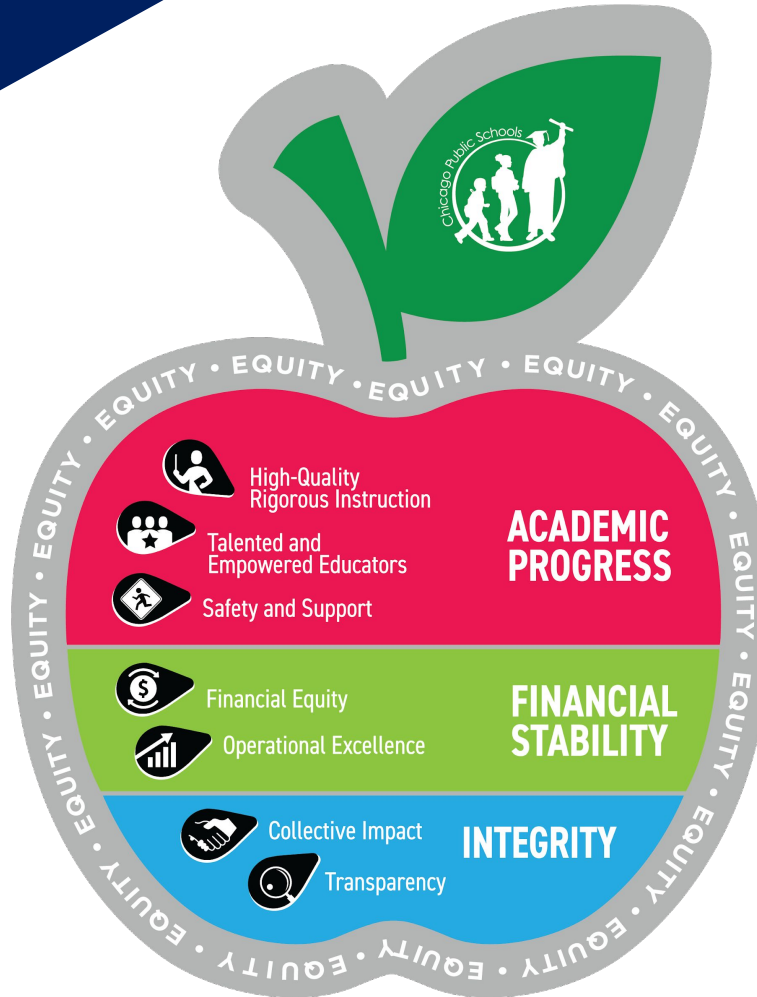 Chicago Public Schools
EQUITY • EQUITY • EQUITY • EQUITY • EQUITY • EQUITY • EQUITY • EQUITY • EQUITY • EQUITY • EQUITY • EQUITY • EQUITY • EQUITY • EQUITY •
High-Quality
Rigorous Instruction
Talented and
Empowered Educators
Safety and Support
ACADEMIC
PROGRESS
$
Financial Equity
Operational Excellence
FINANCIAL
STABILITY
Collective Impact
Transparency
INTEGRITY